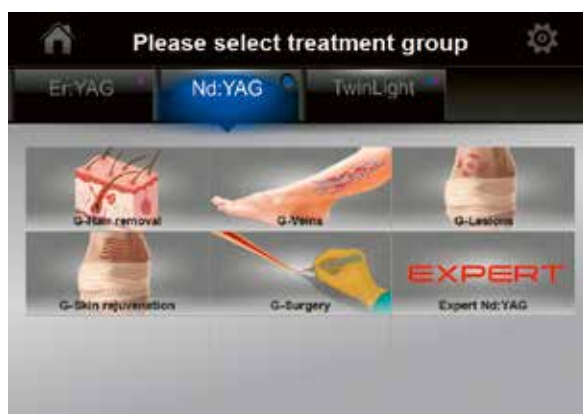 Please select treatment group
Er:YAG Nd:YAG TwinLight
G-Hair removal G-Veins G-Lesions
EXPERT
G-Skin rejuvenation G-Surgery Expert Nd:YAG